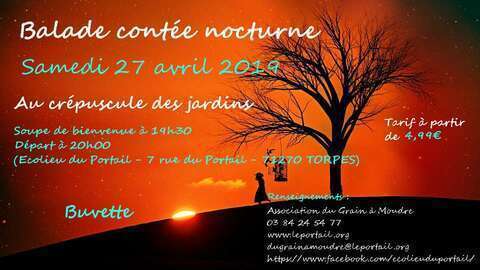 Balade contée nocturne
Samedi 27 avril 2019
Au crépuscule des jardins
Soupe de bienvenue à 19h30
Départ à 20h00
(Ecolieu du Portail - 7 rue du Portail - 71270 TORPES)
Tarif à partir
de 4,99€
Buvette
Renseignements :
Association du Grain à Moudre
03 84 24 54 77
www.leportail.org
dugrainamoudre@leportail.org
https//www.facebook.com/ecolieuduportail/